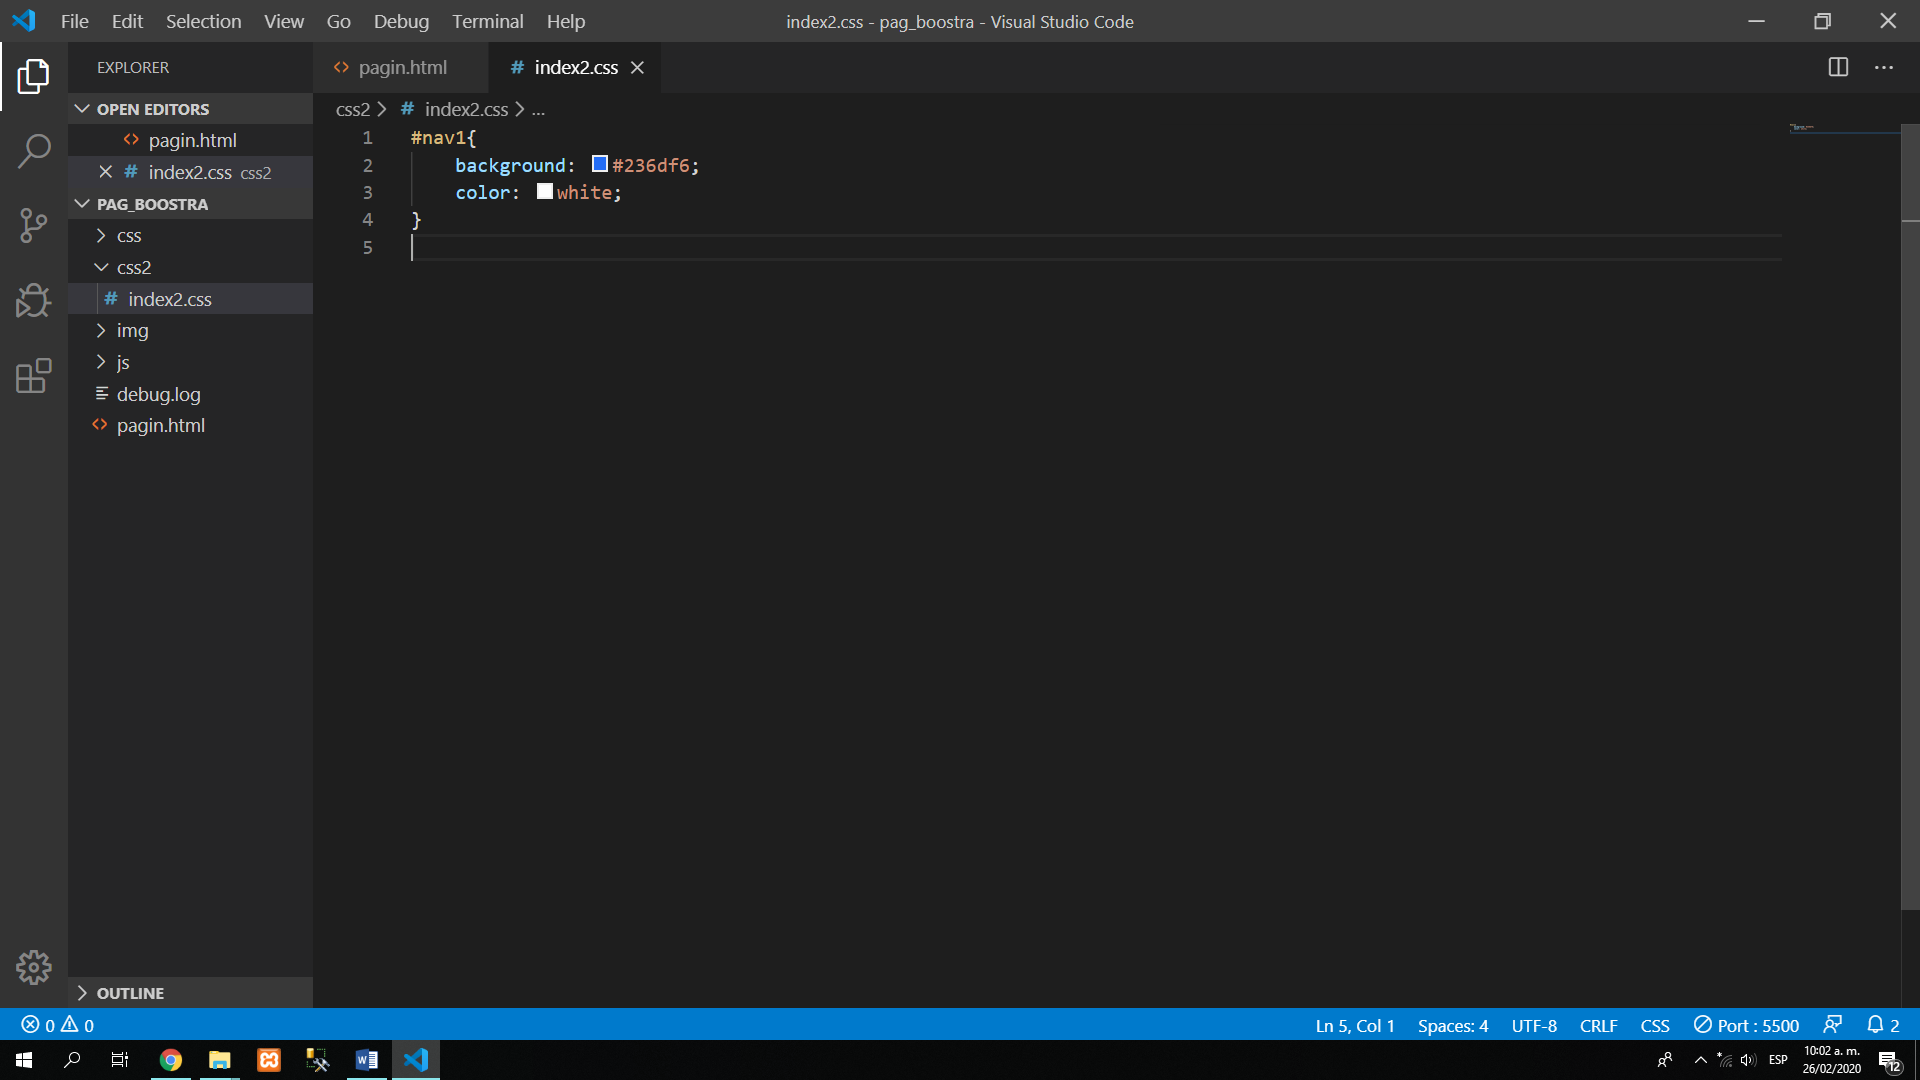 File Edit Selection View Go Debug Terminal Help
index2.css - pag_boostra - Visual Studio Code
EXPLORER
OPEN EDITORS
pagin.html
index2.css css2
PAG_BOOSTRA
css
css2
index2.css
img
js
debug.log
pagin.html
OUTLINE
pagin.html
index2.css
css2 > # index2.css > ...
1 #nav1{
2 background: #236df6;
3 color: white;
4 }
5
0 0
Ln 5, Col 1 Spaces: 4 UTF-8 CRLF CSS Port : 5500 2
ESP
10:02 a. m.
26/02/2020
12